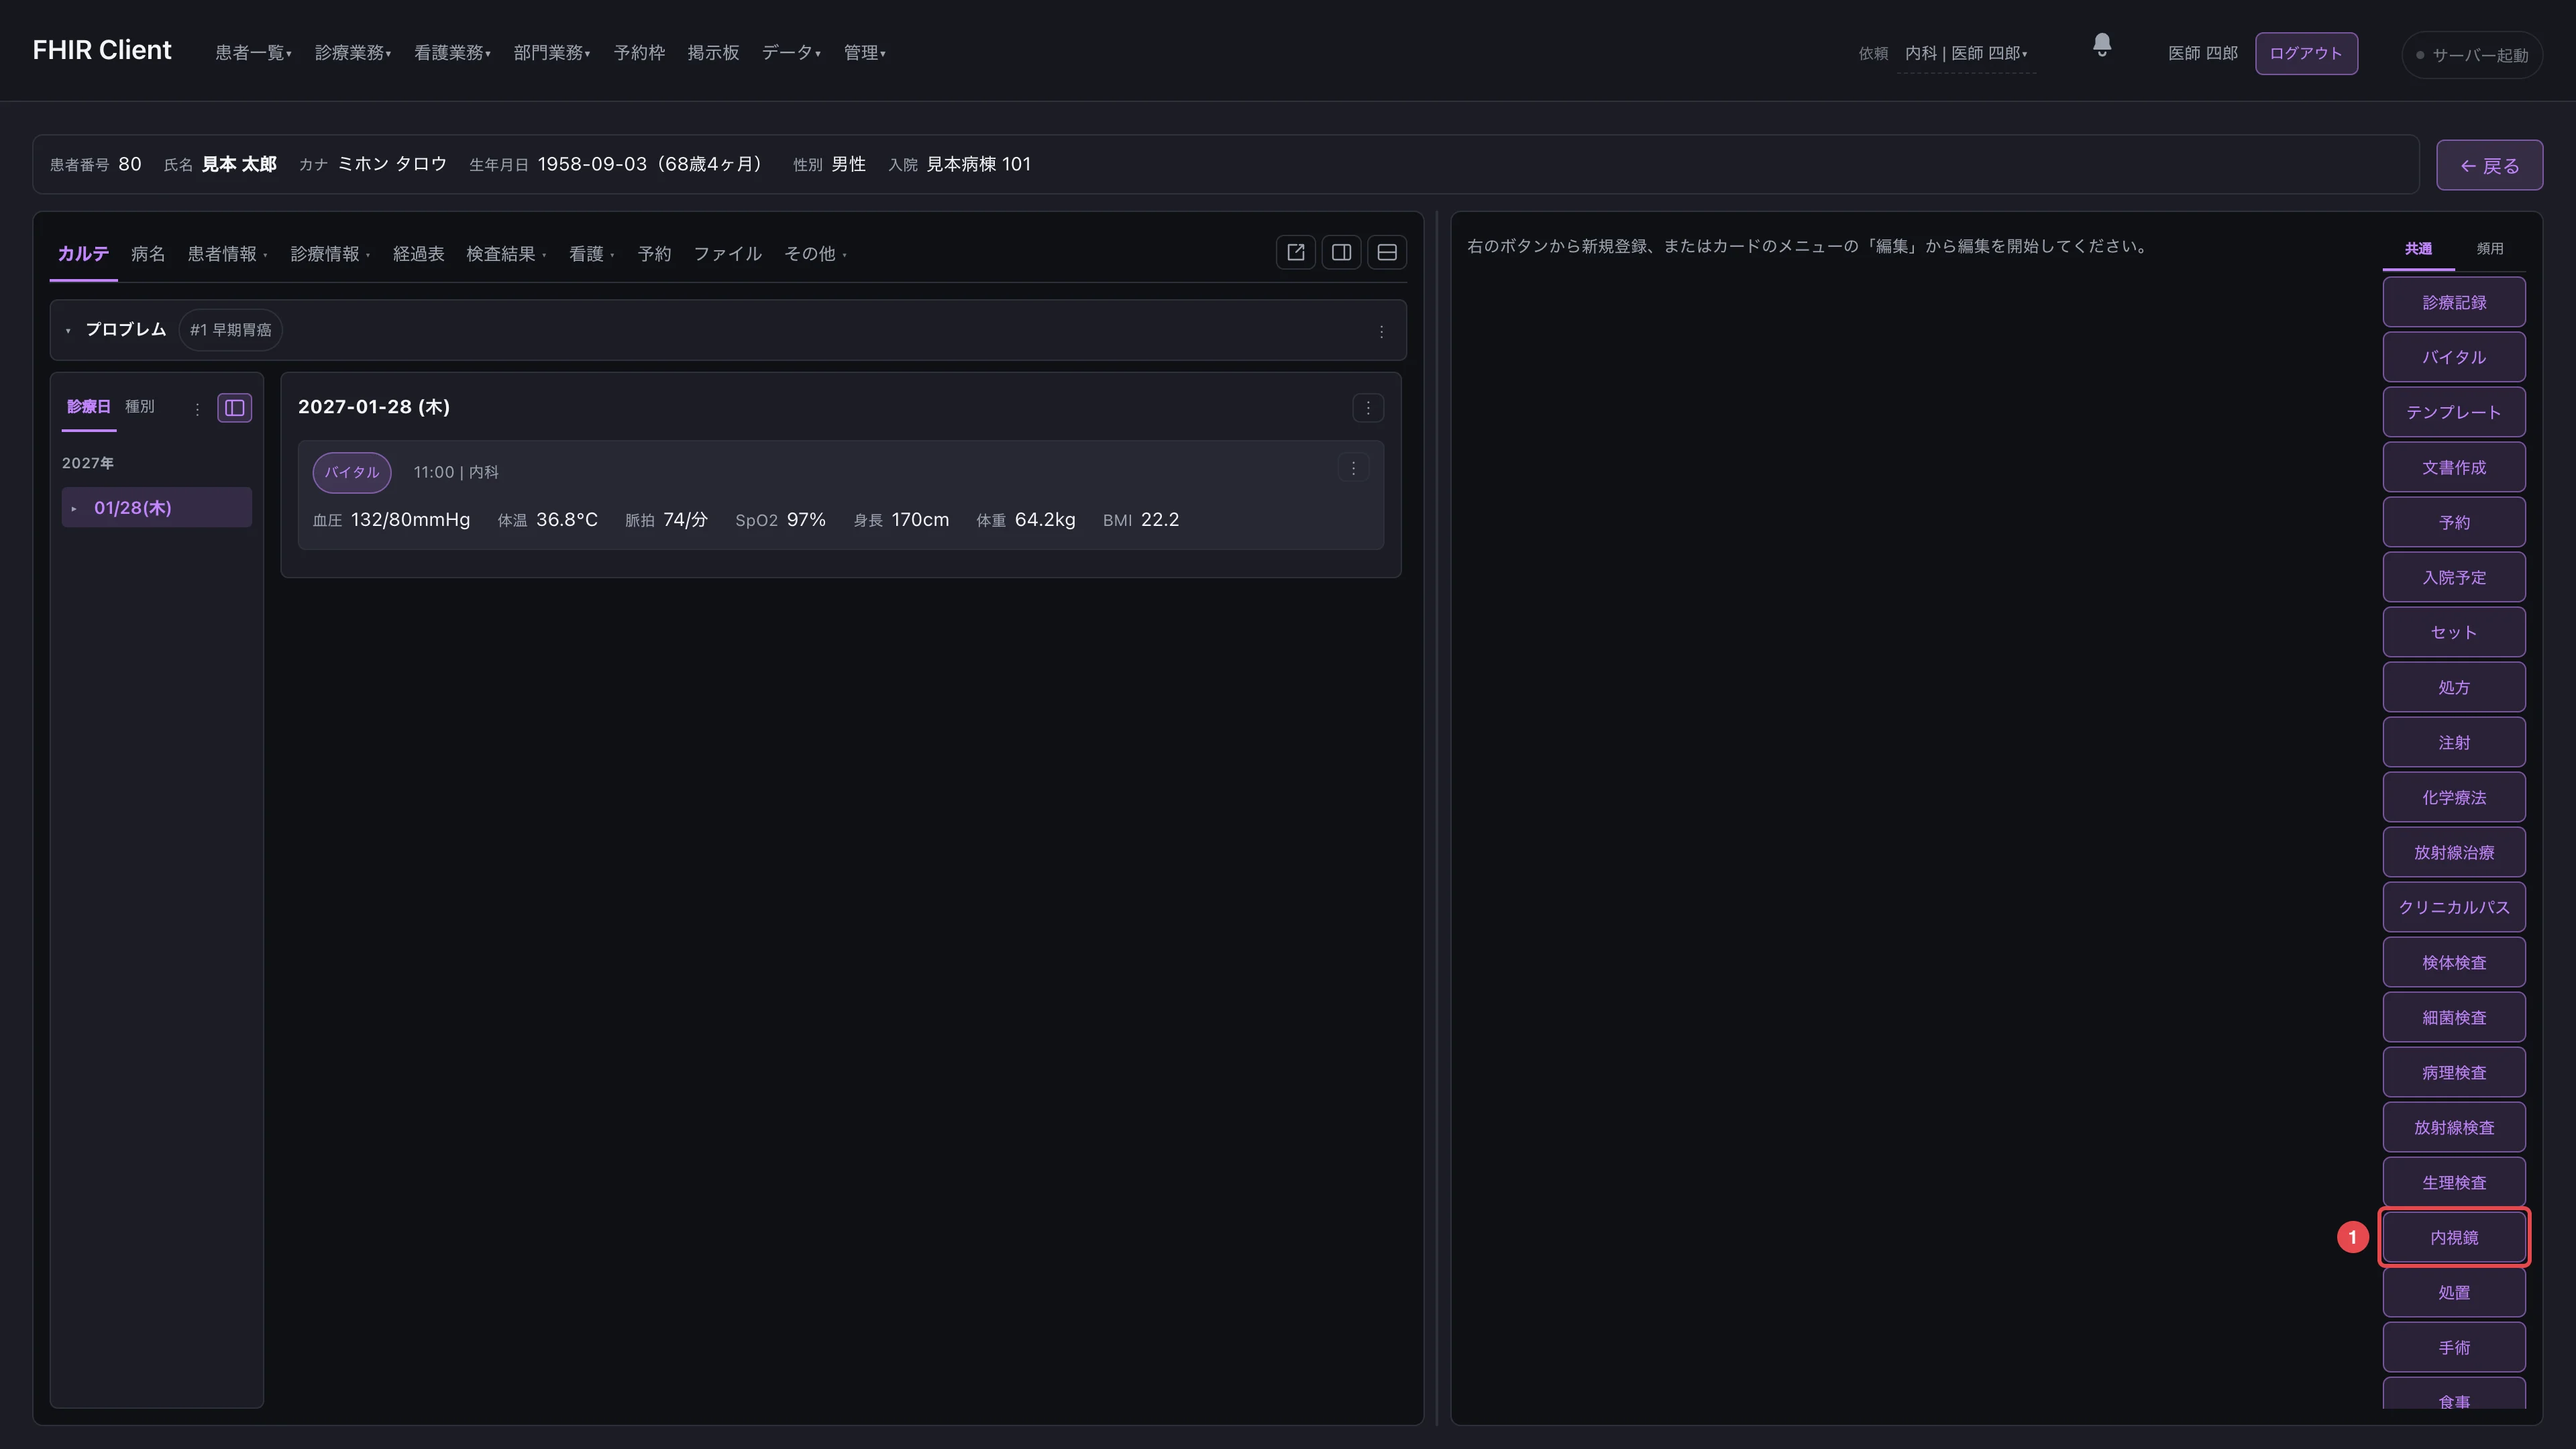 FHIR Client 患者一覧▾ 診療業務▾ 看護業務▾ 部門業務▾ 予約枠 掲示板 データ▾ 管理▾ 依頼 内科 | 医師 四郎▾ 医師 四郎 ログアウト サーバー起動
患者番号 80 氏名 見本 太郎 カナ ミホン タロウ 生年月日 1958-09-03（68歳4ヶ月） 性別 男性 入院 見本病棟 101 ← 戻る
カルテ 病名 患者情報 診療情報 経過表 検査結果 看護 予約 ファイル その他
プロブレム #1 早期胃癌
診療日 種別
2027年
01/28(木)
2027-01-28 (木)
バイタル 11:00 | 内科
血圧 132/80mmHg 体温 36.8°C 脈拍 74/分 SpO2 97% 身長 170cm 体重 64.2kg BMI 22.2
右のボタンから新規登録、またはカードのメニューの「編集」から編集を開始してください。
共通 頻用
診療記録
バイタル
テンプレート
文書作成
予約
入院予定
セット
処方
注射
化学療法
放射線治療
クリニカルパス
検体検査
細菌検査
病理検査
放射線検査
生理検査
1 内視鏡
処置
手術
食事